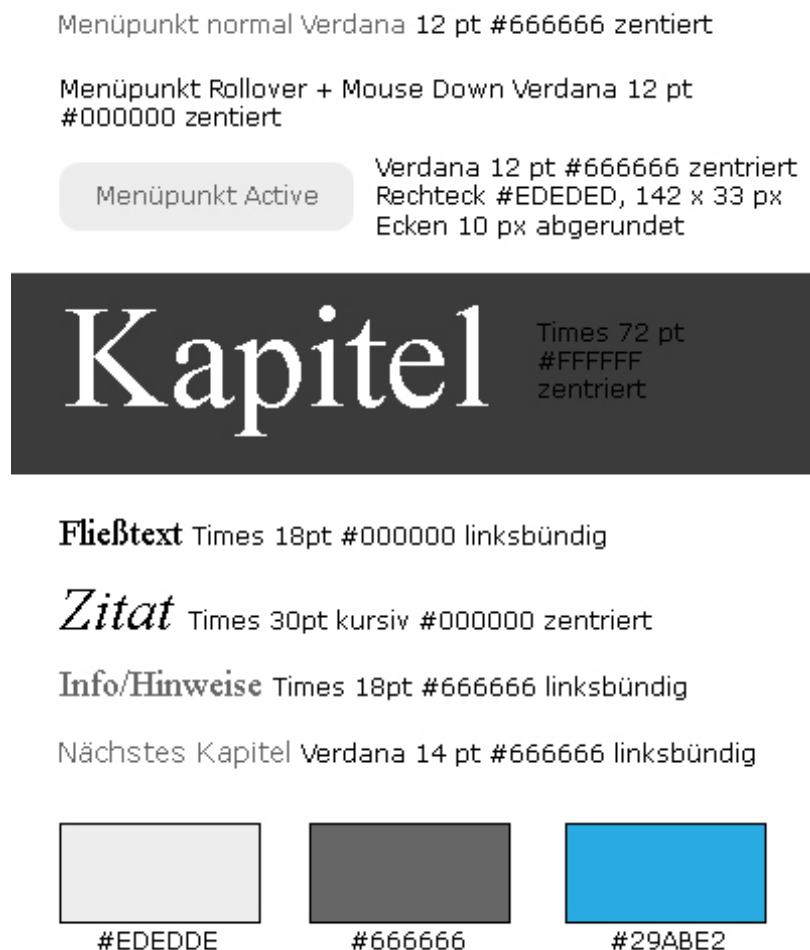 Menüpunkt normal Verdana 12 pt #666666 zentiert
Menüpunkt Rollover + Mouse Down Verdana 12 pt
#000000 zentiert
Menüpunkt Active
Verdana 12 pt #666666 zentriert
Rechteck #EDEDED, 142 x 33 px
Ecken 10 px abgerundet
Kapitel
Times 72 pt
#FFFFFF
zentriert
Fließtext Times 18pt #000000 linksbündig
Zitat Times 30pt kursiv #000000 zentriert
Info/Hinweise Times 18pt #666666 linksbündig
Nächstes Kapitel Verdana 14 pt #666666 linksbündig
#EDEDDE #666666 #29ABE2